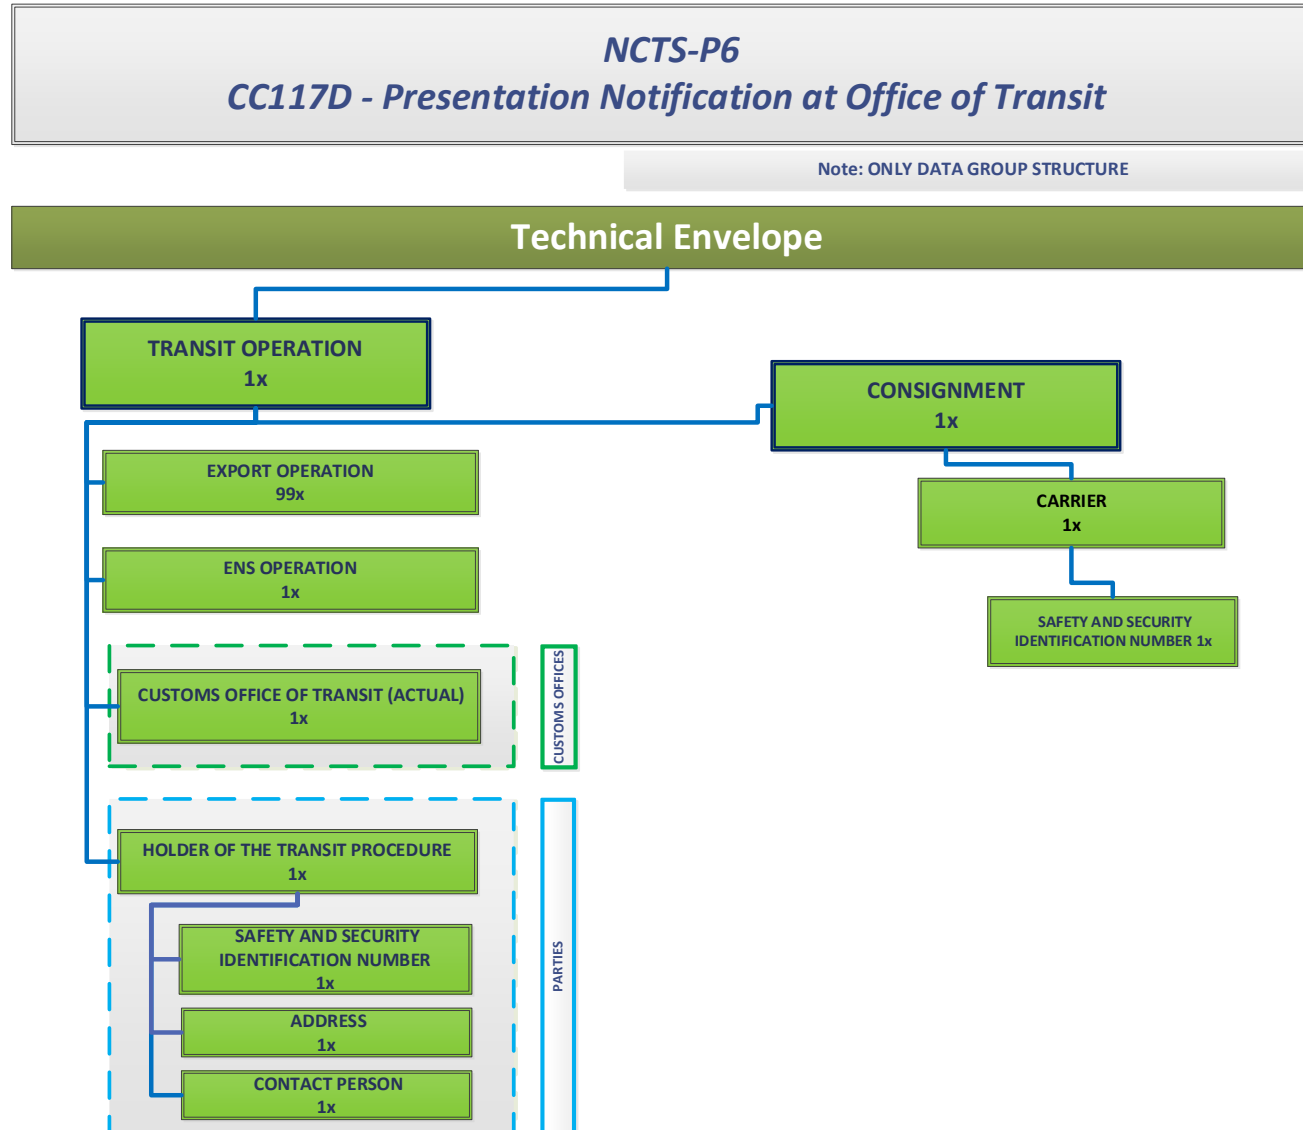 NCTS-P6
CC117D - Presentation Notification at Office of Transit
Note: ONLY DATA GROUP STRUCTURE
Technical Envelope
TRANSIT OPERATION
1x
CONSIGNMENT
1x
EXPORT OPERATION
99x
CARRIER
1x
ENS OPERATION
1x
SAFETY AND SECURITY
IDENTIFICATION NUMBER 1x
CUSTOMS OFFICE OF TRANSIT (ACTUAL)
1x
CUSTOMS OFFICES
HOLDER OF THE TRANSIT PROCEDURE
1x
SAFETY AND SECURITY
IDENTIFICATION NUMBER
1x
ADDRESS
1x
CONTACT PERSON
1x
PARTIES